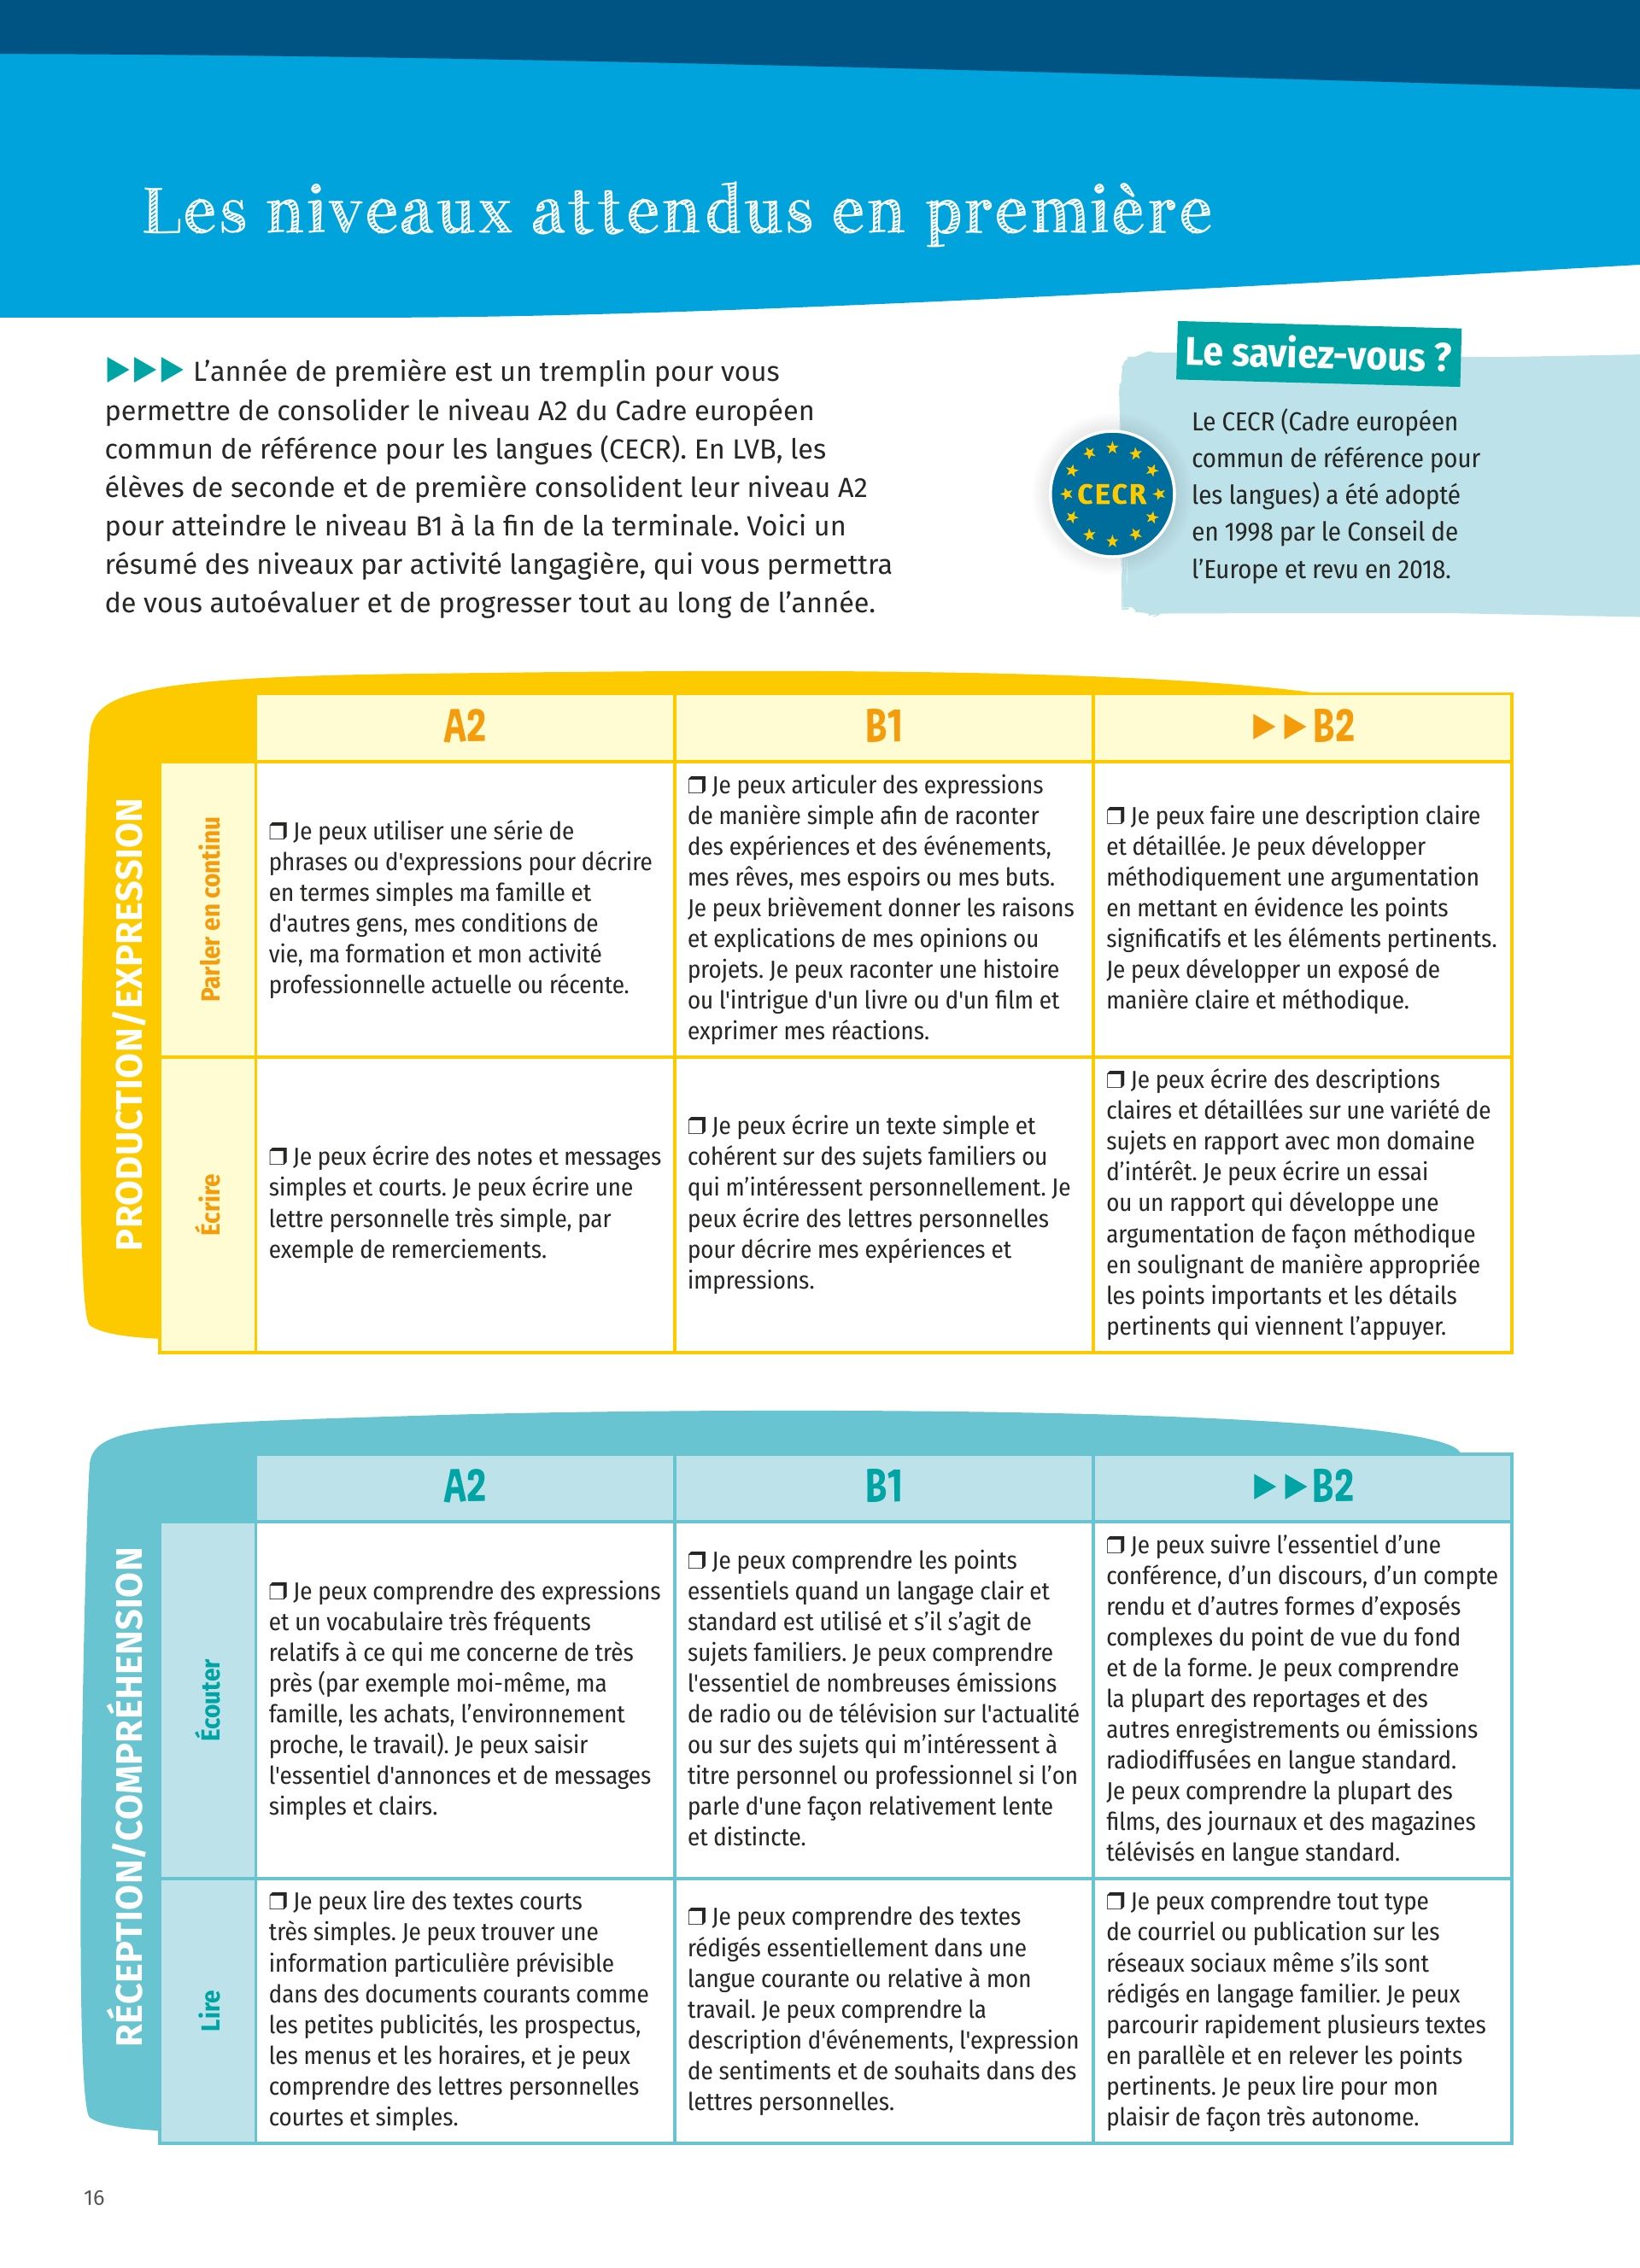 Les niveaux attendus en première
▶▶▶ L’année de première est un tremplin pour vous
permettre de consolider le niveau A2 du Cadre européen
commun de référence pour les langues (CECR). En LVB, les
élèves de seconde et de première consolident leur niveau A2
pour atteindre le niveau B1 à la fin de la terminale. Voici un
résumé des niveaux par activité langagière, qui vous permettra
de vous autoévaluer et de progresser tout au long de l’année.
Le saviez-vous ?
CECR
Le CECR (Cadre européen
commun de référence pour
les langues) a été adopté
en 1998 par le Conseil de
l’Europe et revu en 2018.
PRODUCTION/EXPRESSION
A2
B1
▶▶B2
Parler en continu
❒ Je peux utiliser une série de
phrases ou d'expressions pour décrire
en termes simples ma famille et
d'autres gens, mes conditions de
vie, ma formation et mon activité
professionnelle actuelle ou récente.
❒ Je peux articuler des expressions
de manière simple afin de raconter
des expériences et des événements,
mes rêves, mes espoirs ou mes buts.
Je peux brièvement donner les raisons
et explications de mes opinions ou
projets. Je peux raconter une histoire
ou l'intrigue d'un livre ou d'un film et
exprimer mes réactions.
❒ Je peux faire une description claire
et détaillée. Je peux développer
méthodiquement une argumentation
en mettant en évidence les points
significatifs et les éléments pertinents.
Je peux développer un exposé de
manière claire et méthodique.
Écrire
❒ Je peux écrire des notes et messages
simples et courts. Je peux écrire une
lettre personnelle très simple, par
exemple de remerciements.
❒ Je peux écrire un texte simple et
cohérent sur des sujets familiers ou
qui m’intéressent personnellement. Je
peux écrire des lettres personnelles
pour décrire mes expériences et
impressions.
❒ Je peux écrire des descriptions
claires et détaillées sur une variété de
sujets en rapport avec mon domaine
d’intérêt. Je peux écrire un essai
ou un rapport qui développe une
argumentation de façon méthodique
en soulignant de manière appropriée
les points importants et les détails
pertinents qui viennent l’appuyer.
RÉCEPTION/COMPRÉHENSION
A2
B1
▶▶B2
Écouter
❒ Je peux comprendre des expressions
et un vocabulaire très fréquents
relatifs à ce qui me concerne de très
près (par exemple moi-même, ma
famille, les achats, l’environnement
proche, le travail). Je peux saisir
l'essentiel d'annonces et de messages
simples et clairs.
❒ Je peux comprendre les points
essentiels quand un langage clair et
standard est utilisé et s’il s’agit de
sujets familiers. Je peux comprendre
l'essentiel de nombreuses émissions
de radio ou de télévision sur l'actualité
ou sur des sujets qui m’intéressent à
titre personnel ou professionnel si l’on
parle d'une façon relativement lente
et distincte.
❒ Je peux suivre l’essentiel d’une
conférence, d’un discours, d’un compte
rendu et d’autres formes d’exposés
complexes du point de vue du fond
et de la forme. Je peux comprendre
la plupart des reportages et des
autres enregistrements ou émissions
radiodiffusées en langue standard.
Je peux comprendre la plupart des
films, des journaux et des magazines
télévisés en langue standard.
Lire
❒ Je peux lire des textes courts
très simples. Je peux trouver une
information particulière prévisible
dans des documents courants comme
les petites publicités, les prospectus,
les menus et les horaires, et je peux
comprendre des lettres personnelles
courtes et simples.
❒ Je peux comprendre des textes
rédigés essentiellement dans une
langue courante ou relative à mon
travail. Je peux comprendre la
description d'événements, l'expression
de sentiments et de souhaits dans des
lettres personnelles.
❒ Je peux comprendre tout type
de courriel ou publication sur les
réseaux sociaux même s’ils sont
rédigés en langage familier. Je peux
parcourir rapidement plusieurs textes
en parallèle et en relever les points
pertinents. Je peux lire pour mon
plaisir de façon très autonome.
16